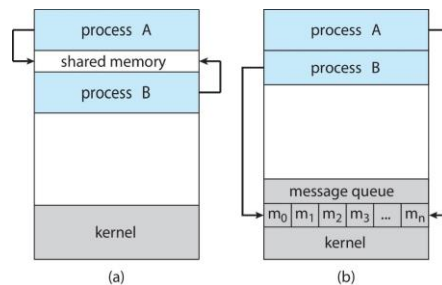 process A
shared memory
process B
kernel
(a)
process A
process B
message queue
m0 m1 m2 m3 ... mn
kernel
(b)